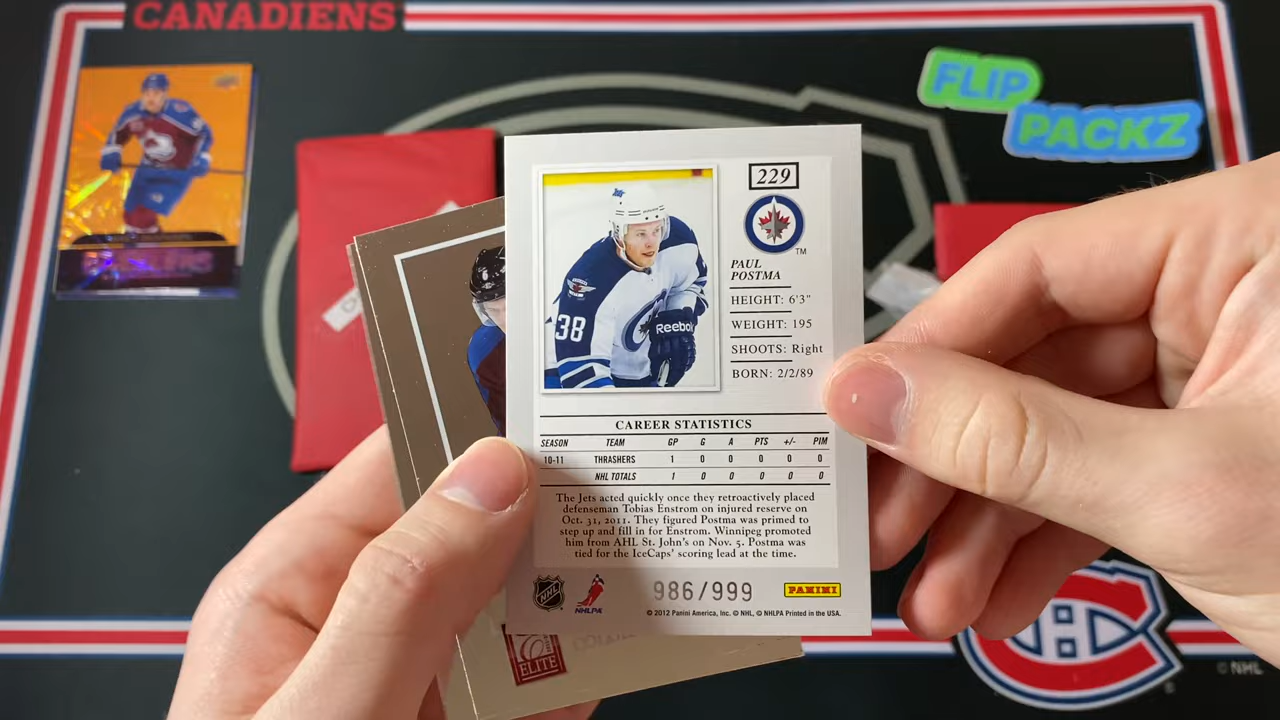 CANADIENS
FLIP
PACKZ
229
TM
PAUL
POSTMA
HEIGHT: 6'3"
WEIGHT: 195
SHOOTS: Right
BORN: 2/2/89
38
Reebok
CAREER STATISTICS
SEASON TEAM GP G A PTS +/- PIM
10-11 THRASHERS 1 0 0 0 0 0
NHL TOTALS 1 0 0 0 0 0
The Jets acted quickly once they retroactively placed
defenseman Tobias Enstrom on injured reserve on
Oct. 31, 2011. They figured Postma was primed to
step up and fill in for Enstrom. Winnipeg promoted
him from AHL St. John's on Nov. 5. Postma was
tied for the IceCaps' scoring lead at the time.
NHL
NHLPA
986/999
PANINI
© 2012 Panini America, Inc. © NHL, © NHLPA Printed in the USA.
ELITE
© NHL